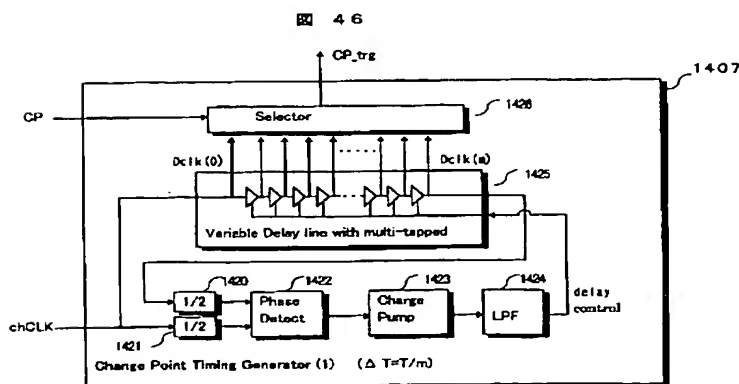 図 46
CP_trg
1407
CP
Selector
1426
Dclk(0)
Dclk(m)
1425
Variable Delay line with multi-tapped
1420
1422
1423
1424
1/2
Phase
Detect
Charge
Pump
LPF
delay
control
chCLK
1/2
1421
Change Point Timing Generator (1) (Δ T=T/m)